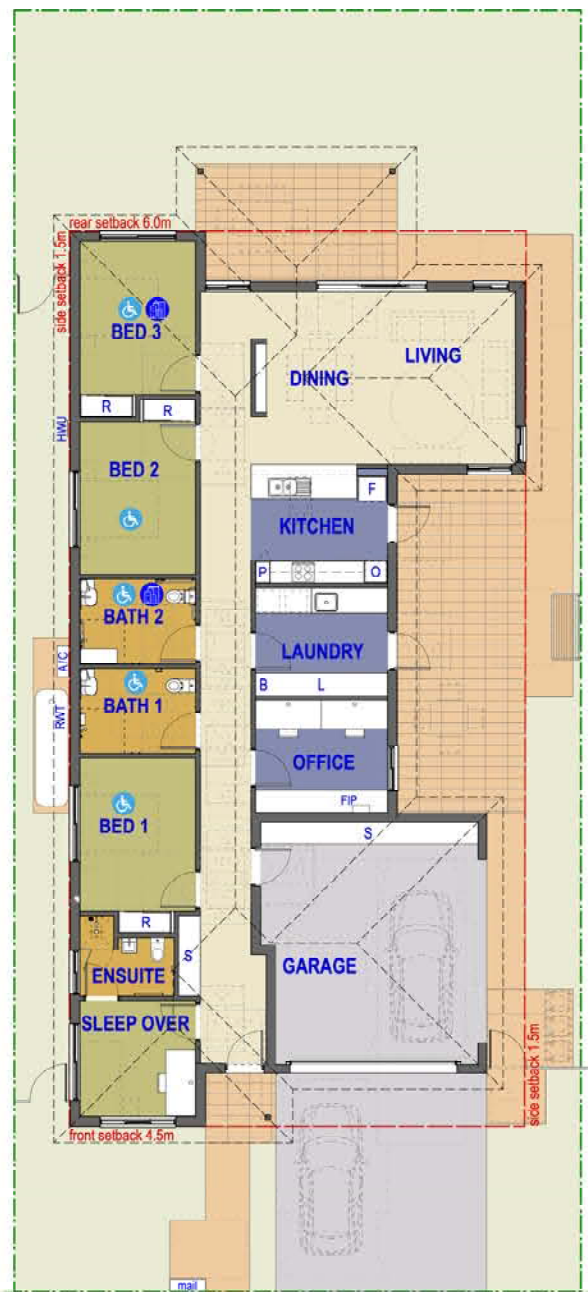 rear setback 6.0m
side setback 1.5m
BED 3
LIVING
DINING
R
R
HWU
BED 2
F
KITCHEN
P
O
BATH 2
LAUNDRY
A/C
B
L
BATH 1
RWT
OFFICE
FIP
BED 1
S
R
S
ENSUITE
GARAGE
SLEEP OVER
side setback 1.5m
front setback 4.5m
mail